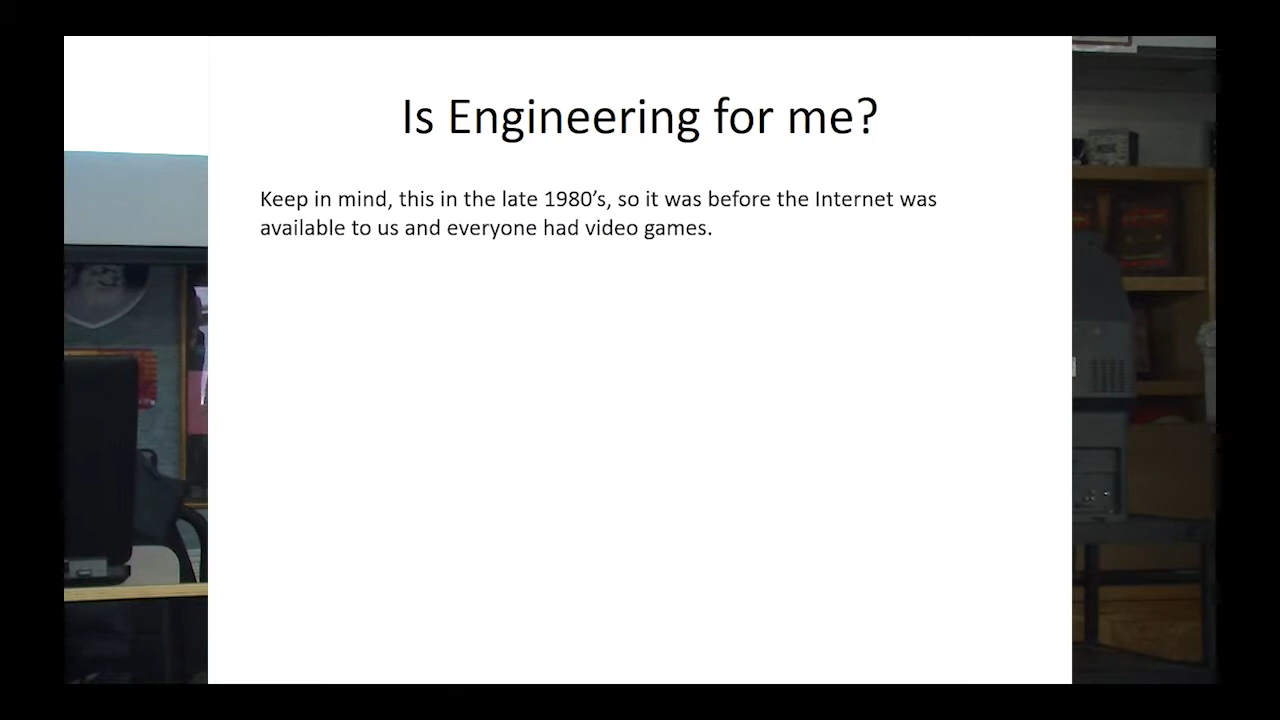 Is Engineering for me?
Keep in mind, this in the late 1980’s, so it was before the Internet was
available to us and everyone had video games.